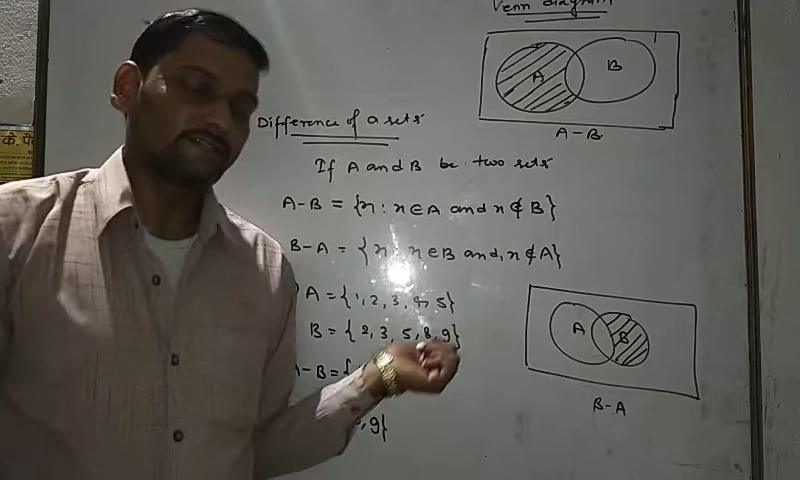 Venn diagram
A
B
A-B
के. पे
Difference of a sets
If A and B be two sets
A-B = {x : x ∈ A and x ∉ B}
B-A = {x : x ∈ B and, x ∉ A}
A = {1, 2, 3, 4, 5}
B = {2, 3, 5, 8, 9}
A-B = {
, 9}
A
B
B-A